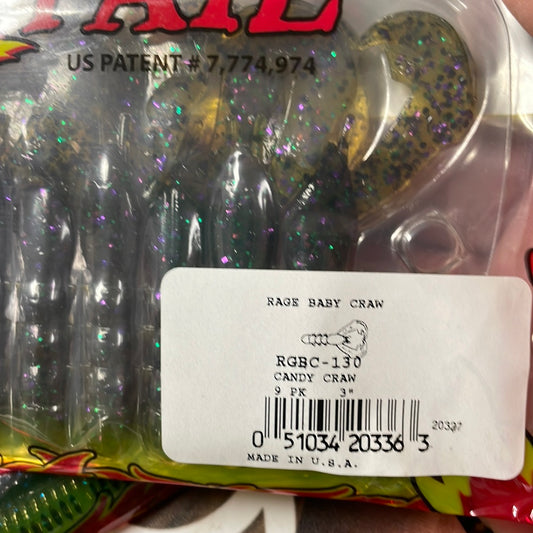 TAIL
US PATENT # 7,774,974
RAGE BABY CRAW
RGBC-130
CANDY CRAW
9 PK 3"
20337
0 51034 20336 3
MADE IN U.S.A.